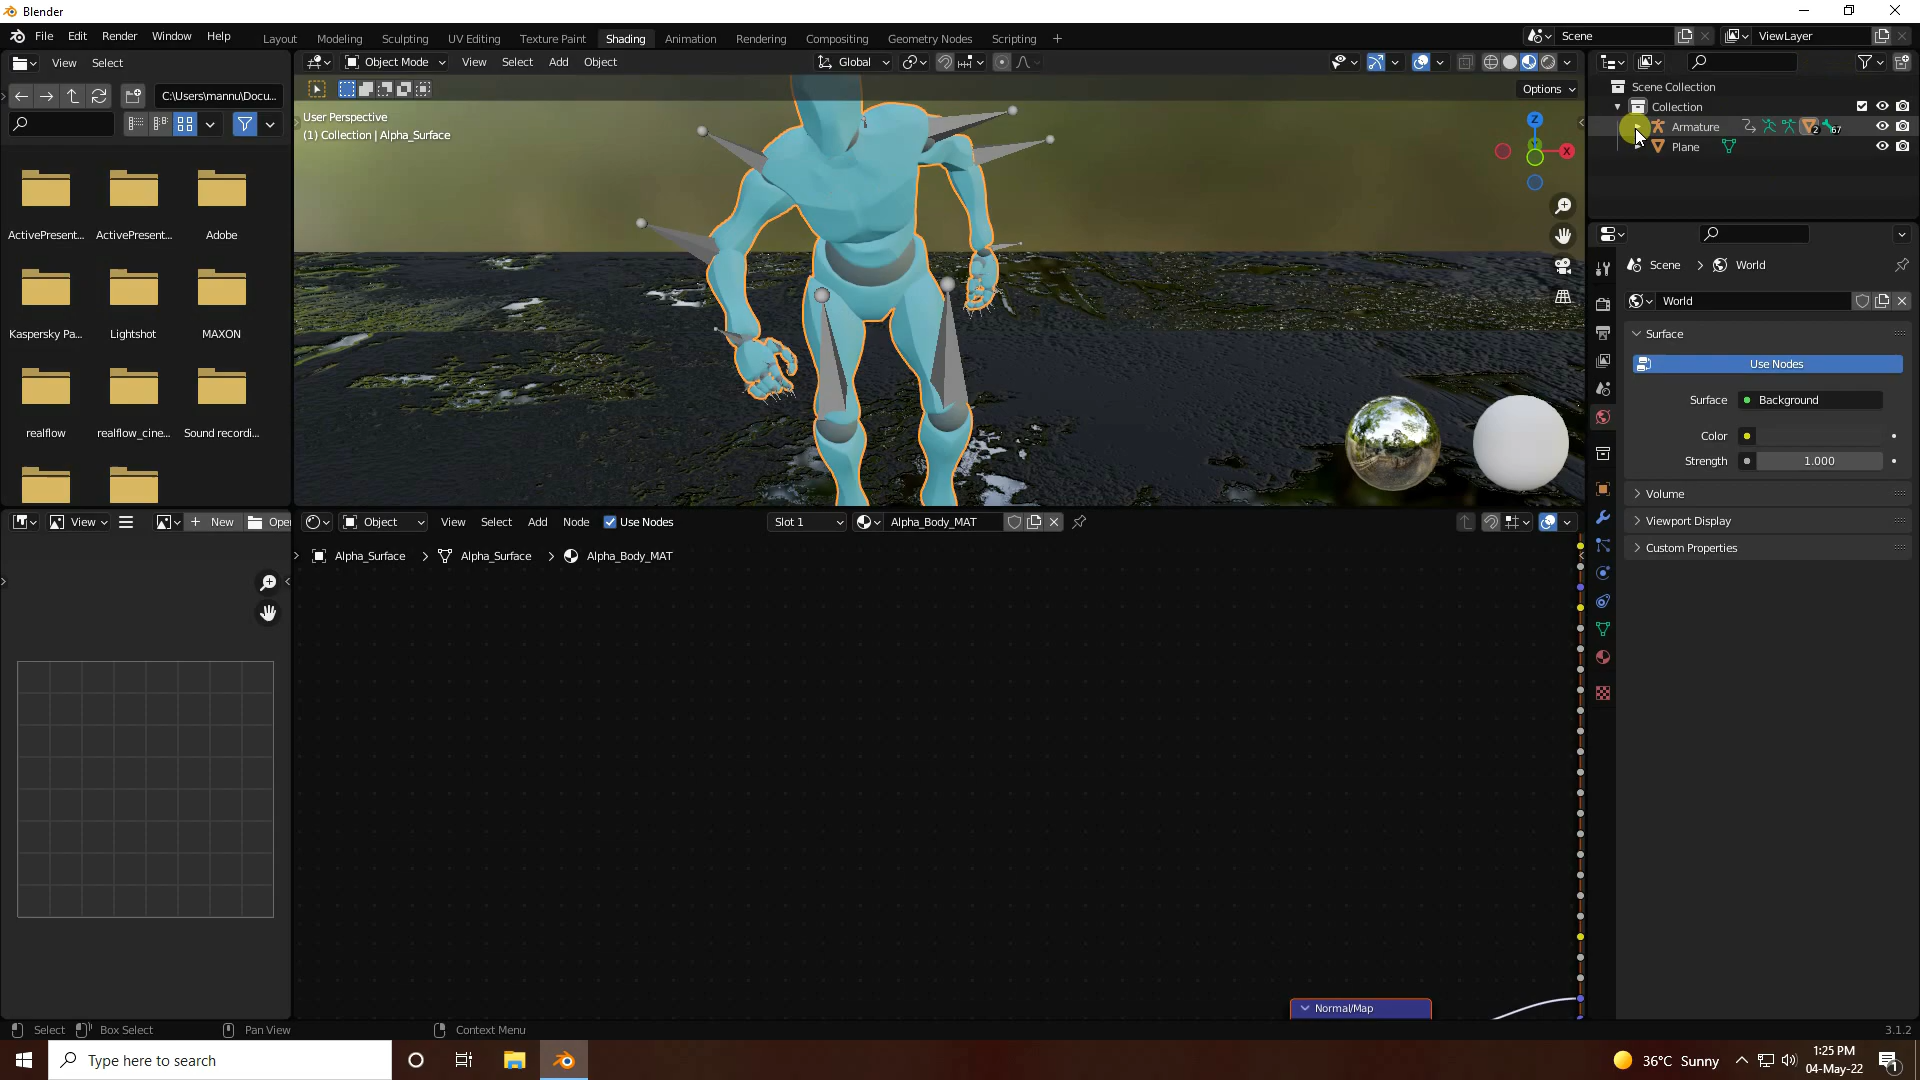 Blender
File Edit Render Window Help
Layout Modeling Sculpting UV Editing Texture Paint Shading Animation Rendering Compositing Geometry Nodes Scripting +
Scene
ViewLayer
View Select
Object Mode View Select Add Object
Global
C:\Users\mannu\Docu...
Options
User Perspective
(1) Collection | Alpha_Surface
Z
X
Scene Collection
Collection
Armature 2 67
Plane
ActivePresent... ActivePresent... Adobe
Kaspersky Pa... Lightshot MAXON
realflow realflow_cine... Sound recordi...
Scene > World
World
Surface
Use Nodes
Surface Background
Color
Strength 1.000
Volume
Viewport Display
Custom Properties
View + New Oper
Object View Select Add Node Use Nodes Slot 1 Alpha_Body_MAT
Alpha_Surface > Alpha_Surface > Alpha_Body_MAT
Normal/Map
Select Box Select Pan View Context Menu 3.1.2
Type here to search
36°C Sunny
1:25 PM
04-May-22
1